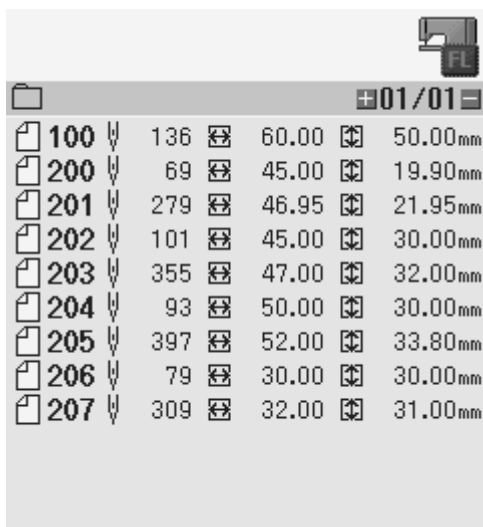 FL
01/01
100 136 60.00 50.00mm
200 69 45.00 19.90mm
201 279 46.95 21.95mm
202 101 45.00 30.00mm
203 355 47.00 32.00mm
204 93 50.00 30.00mm
205 397 52.00 33.80mm
206 79 30.00 30.00mm
207 309 32.00 31.00mm